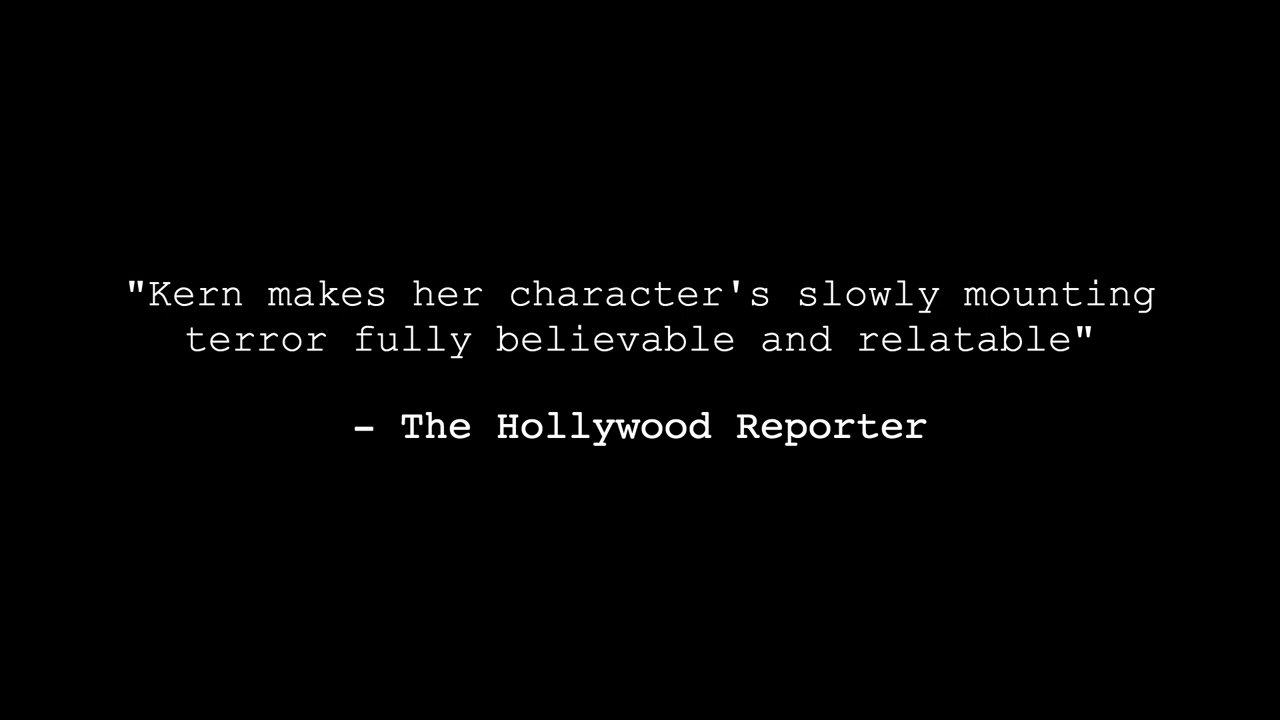 "Kern makes her character's slowly mounting
terror fully believable and relatable"
– The Hollywood Reporter